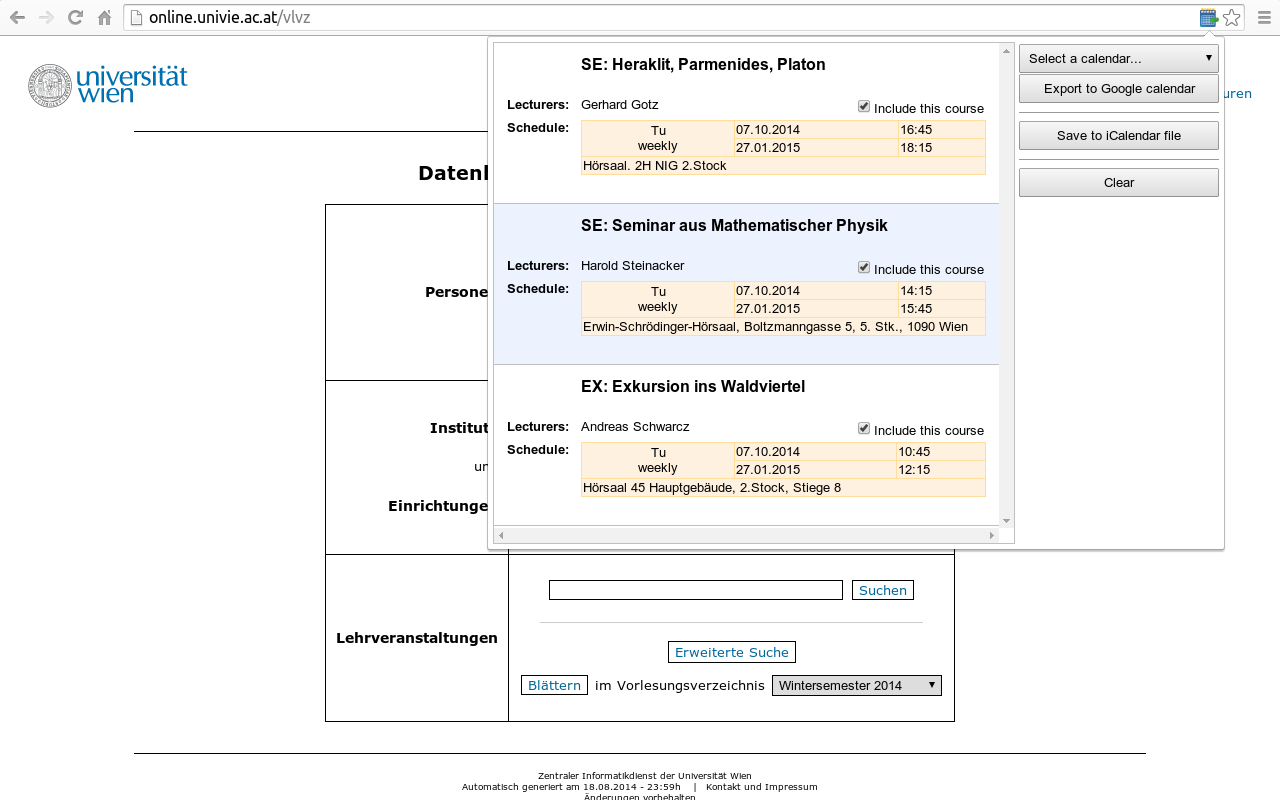 online.univie.ac.at/vlvz
universität
wien
SE: Heraklit, Parmenides, Platon
Lecturers: Gerhard Gotz Include this course
Schedule: Tu weekly 07.10.2014 16:45
27.01.2015 18:15
Hörsaal. 2H NIG 2.Stock
SE: Seminar aus Mathematischer Physik
Lecturers: Harold Steinacker Include this course
Schedule: Tu weekly 07.10.2014 14:15
27.01.2015 15:45
Erwin-Schrödinger-Hörsaal, Boltzmanngasse 5, 5. Stk., 1090 Wien
EX: Exkursion ins Waldviertel
Lecturers: Andreas Schwarcz Include this course
Schedule: Tu weekly 07.10.2014 10:45
27.01.2015 12:15
Hörsaal 45 Hauptgebäude, 2.Stock, Stiege 8
Select a calendar...
Export to Google calendar
Save to iCalendar file
Clear
uren
Datenl
Persone
Institut
un
Einrichtunge
Lehrveranstaltungen
Suchen
Erweiterte Suche
Blättern im Vorlesungsverzeichnis Wintersemester 2014
Zentraler Informatikdienst der Universität Wien
Automatisch generiert am 18.08.2014 - 23:59h | Kontakt und Impressum
Änderungen vorbehalten